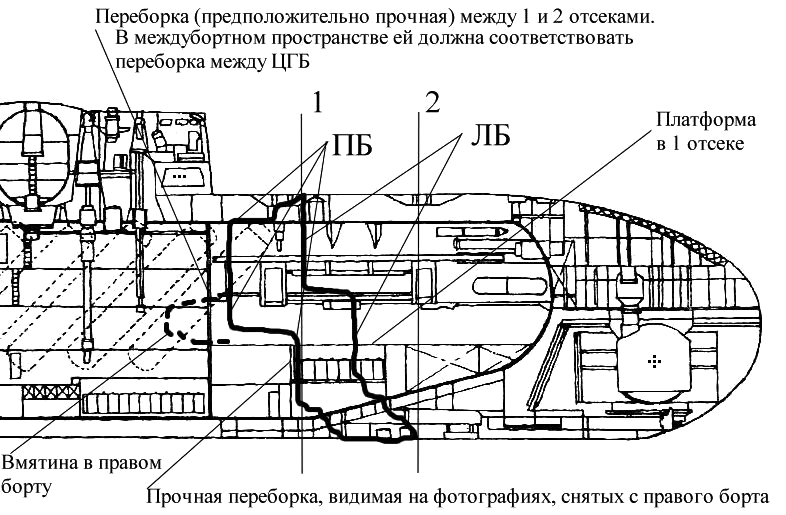 Переборка (предположительно прочная) между 1 и 2 отсеками.
В междубортном пространстве ей должна соответствовать
переборка между ЦГБ
1
2
ПБ
ЛБ
Платформа
в 1 отсеке
Вмятина в правом
борту
Прочная переборка, видимая на фотографиях, снятых с правого борта